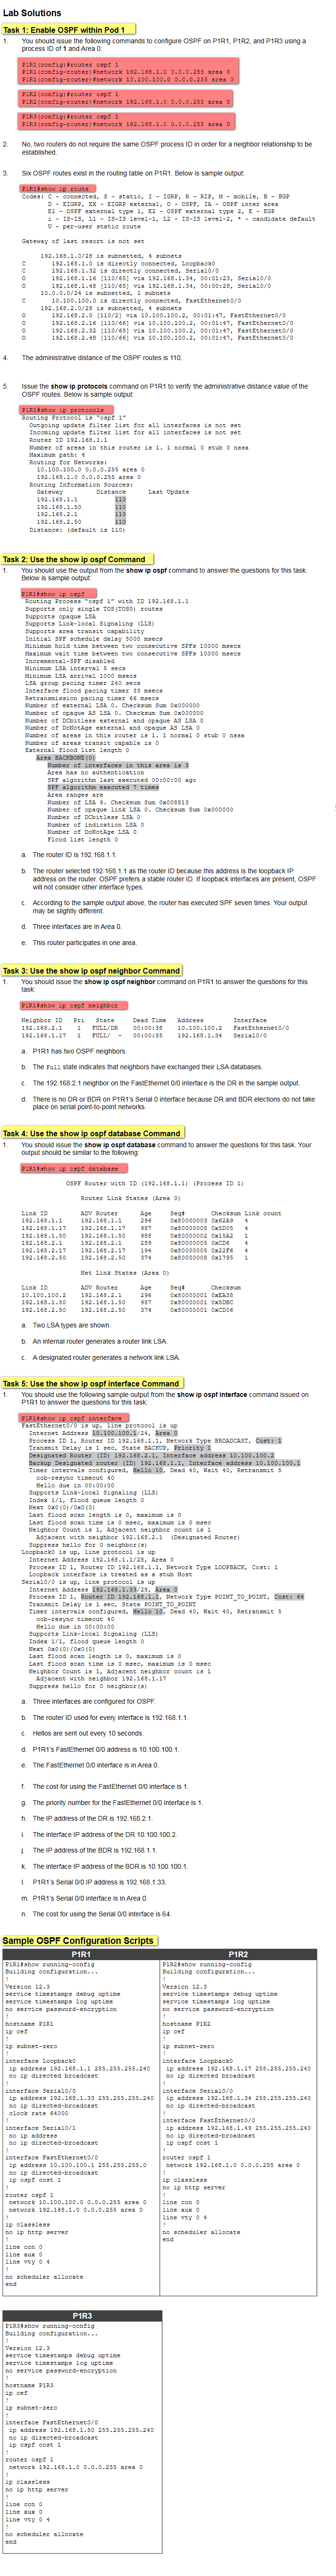 Lab Solutions
Task 1: Enable OSPF within Pod 1
1. You should issue the following commands to configure OSPF on P1R1, P1R2, and P1R3 using a
process ID of 1 and Area 0:
P1R1(config)#router ospf 1
P1R1(config-router)#network 192.168.1.0 0.0.0.255 area 0
P1R1(config-router)#network 10.100.100.0 0.0.0.255 area 0
P1R2(config)#router ospf 1
P1R2(config-router)#network 192.168.1.0 0.0.0.255 area 0
P1R3(config)#router ospf 1
P1R3(config-router)#network 192.168.1.0 0.0.0.255 area 0
2. No, two routers do not require the same OSPF process ID in order for a neighbor relationship to be
established.
3. Six OSPF routes exist in the routing table on P1R1. Below is sample output:
P1R1#show ip route
Codes: C - connected, S - static, I - IGRP, R - RIP, M - mobile, B - BGP
D - EIGRP, EX - EIGRP external, O - OSPF, IA - OSPF inter area
E1 - OSPF external type 1, E2 - OSPF external type 2, E - EGP
i - IS-IS, L1 - IS-IS level-1, L2 - IS-IS level-2, * - candidate default
U - per-user static route
Gateway of last resort is not set
192.168.1.0/28 is subnetted, 4 subnets
C 192.168.1.0 is directly connected, Loopback0
C 192.168.1.32 is directly connected, Serial0/0
O 192.168.1.16 [110/65] via 192.168.1.34, 00:01:23, Serial0/0
O 192.168.1.48 [110/65] via 192.168.1.34, 00:00:28, Serial0/0
10.0.0.0/24 is subnetted, 1 subnets
C 10.100.100.0 is directly connected, FastEthernet0/0
192.168.2.0/28 is subnetted, 4 subnets
O 192.168.2.0 [110/2] via 10.100.100.2, 00:01:47, FastEthernet0/0
O 192.168.2.16 [110/66] via 10.100.100.2, 00:01:47, FastEthernet0/0
O 192.168.2.32 [110/65] via 10.100.100.2, 00:01:47, FastEthernet0/0
O 192.168.2.48 [110/66] via 10.100.100.2, 00:01:47, FastEthernet0/0
4. The administrative distance of the OSPF routes is 110.
5. Issue the show ip protocols command on P1R1 to verify the administrative distance value of the
OSPF routes. Below is sample output:
P1R1#show ip protocols
Routing Protocol is "ospf 1"
Outgoing update filter list for all interfaces is not set
Incoming update filter list for all interfaces is not set
Router ID 192.168.1.1
Number of areas in this router is 1. 1 normal 0 stub 0 nssa
Maximum path: 4
Routing for Networks:
10.100.100.0 0.0.0.255 area 0
192.168.1.0 0.0.0.255 area 0
Routing Information Sources:
Gateway Distance Last Update
192.168.1.1 110
192.168.1.50 110
192.168.2.1 110
192.168.2.50 110
Distance: (default is 110)
Task 2: Use the show ip ospf Command
1. You should use the output from the show ip ospf command to answer the questions for this task.
Below is sample output:
P1R1#show ip ospf
Routing Process "ospf 1" with ID 192.168.1.1
Supports only single TOS(TOS0) routes
Supports opaque LSA
Supports Link-local Signaling (LLS)
Supports area transit capability
Initial SPF schedule delay 5000 msecs
Minimum hold time between two consecutive SPFs 10000 msecs
Maximum wait time between two consecutive SPFs 10000 msecs
Incremental-SPF disabled
Minimum LSA interval 5 secs
Minimum LSA arrival 1000 msecs
LSA group pacing timer 240 secs
Interface flood pacing timer 33 msecs
Retransmission pacing timer 66 msecs
Number of external LSA 0. Checksum Sum 0x000000
Number of opaque AS LSA 0. Checksum Sum 0x000000
Number of DCbitless external and opaque AS LSA 0
Number of DoNotAge external and opaque AS LSA 0
Number of areas in this router is 1. 1 normal 0 stub 0 nssa
Number of areas transit capable is 0
External flood list length 0
Area BACKBONE(0)
Number of interfaces in this area is 3
Area has no authentication
SPF algorithm last executed 00:00:00 ago
SPF algorithm executed 7 times
Area ranges are
Number of LSA 9. Checksum Sum 0x008813
Number of opaque link LSA 0. Checksum Sum 0x000000
Number of DCbitless LSA 0
Number of indication LSA 0
Number of DoNotAge LSA 0
Flood list length 0
a. The router ID is 192.168.1.1.
b. The router selected 192.168.1.1 as the router ID because this address is the loopback IP
address on the router. OSPF prefers a stable router ID. If loopback interfaces are present, OSPF
will not consider other interface types.
c. According to the sample output above, the router has executed SPF seven times. Your output
may be slightly different.
d. Three interfaces are in Area 0.
e. This router participates in one area.
Task 3: Use the show ip ospf neighbor Command
1. You should issue the show ip ospf neighbor command on P1R1 to answer the questions for this
task:
P1R1#show ip ospf neighbor
Neighbor ID Pri State Dead Time Address Interface
192.168.2.1 1 FULL/DR 00:00:38 10.100.100.2 FastEthernet0/0
192.168.1.17 1 FULL/ - 00:00:35 192.168.1.34 Serial0/0
a. P1R1 has two OSPF neighbors.
b. The Full state indicates that neighbors have exchanged their LSA databases.
c. The 192.168.2.1 neighbor on the FastEthernet 0/0 interface is the DR in the sample output.
d. There is no DR or BDR on P1R1's Serial 0 interface because DR and BDR elections do not take
place on serial point-to-point networks.
Task 4: Use the show ip ospf database Command
1. You should issue the show ip ospf database command to answer the questions for this task. Your
output should be similar to the following:
P1R1#show ip ospf database
OSPF Router with ID (192.168.1.1) (Process ID 1)
Router Link States (Area 0)
Link ID ADV Router Age Seq# Checksum Link count
192.168.1.1 192.168.1.1 296 0x80000003 0x62A9 4
192.168.1.17 192.168.1.17 987 0x80000005 0x5D05 4
192.168.1.50 192.168.1.50 988 0x80000002 0x15A2 1
192.168.2.1 192.168.2.1 289 0x80000005 0xCD6 4
192.168.2.17 192.168.2.17 194 0x80000005 0x22F6 4
192.168.2.50 192.168.2.50 374 0x80000008 0x1795 1
Net Link States (Area 0)
Link ID ADV Router Age Seq# Checksum
10.100.100.2 192.168.2.1 296 0x80000001 0xEA38
192.168.1.50 192.168.1.50 987 0x80000001 0x5DBC
192.168.2.50 192.168.2.50 374 0x80000001 0xCD06
a. Two LSA types are shown.
b. An internal router generates a router link LSA.
c. A designated router generates a network link LSA.
Task 5: Use the show ip ospf interface Command
1. You should use the following sample output from the show ip ospf interface command issued on
P1R1 to answer the questions for this task:
P1R1#show ip ospf interface
FastEthernet0/0 is up, line protocol is up
Internet Address 10.100.100.1/24, Area 0
Process ID 1, Router ID 192.168.1.1, Network Type BROADCAST, Cost: 1
Transmit Delay is 1 sec, State BACKUP, Priority 1
Designated Router (ID) 192.168.2.1, Interface address 10.100.100.2
Backup Designated router (ID) 192.168.1.1, Interface address 10.100.100.1
Timer intervals configured, Hello 10, Dead 40, Wait 40, Retransmit 5
oob-resync timeout 40
Hello due in 00:00:00
Supports Link-local Signaling (LLS)
Index 1/1, flood queue length 0
Next 0x0(0)/0x0(0)
Last flood scan length is 0, maximum is 0
Last flood scan time is 0 msec, maximum is 0 msec
Neighbor Count is 1, Adjacent neighbor count is 1
Adjacent with neighbor 192.168.2.1 (Designated Router)
Suppress hello for 0 neighbor(s)
Loopback0 is up, line protocol is up
Internet Address 192.168.1.1/28, Area 0
Process ID 1, Router ID 192.168.1.1, Network Type LOOPBACK, Cost: 1
Loopback interface is treated as a stub Host
Serial0/0 is up, line protocol is up
Internet Address 192.168.1.33/28, Area 0
Process ID 1, Router ID 192.168.1.1, Network Type POINT_TO_POINT, Cost: 64
Transmit Delay is 1 sec, State POINT_TO_POINT
Timer intervals configured, Hello 10, Dead 40, Wait 40, Retransmit 5
oob-resync timeout 40
Hello due in 00:00:00
Supports Link-local Signaling (LLS)
Index 2/2, flood queue length 0
Next 0x0(0)/0x0(0)
Last flood scan length is 0, maximum is 0
Last flood scan time is 0 msec, maximum is 0 msec
Neighbor Count is 1, Adjacent neighbor count is 1
Adjacent with neighbor 192.168.1.17
Suppress hello for 0 neighbor(s)
a. Three interfaces are configured for OSPF.
b. The router ID used for every interface is 192.168.1.1.
c. Hellos are sent out every 10 seconds.
d. P1R1's FastEthernet 0/0 address is 10.100.100.1.
e. The FastEthernet 0/0 interface is in Area 0.
f. The cost for using the FastEthernet 0/0 interface is 1.
g. The priority number for the FastEthernet 0/0 interface is 1.
h. The IP address of the DR is 192.168.2.1.
i. The interface IP address of the DR 10.100.100.2.
j. The IP address of the BDR is 192.168.1.1.
k. The interface IP address of the BDR is 10.100.100.1.
l. P1R1's Serial 0/0 IP address is 192.168.1.33.
m. P1R1's Serial 0/0 interface is in Area 0.
n. The cost for using the Serial 0/0 interface is 64.
Sample OSPF Configuration Scripts
P1R1
P1R1#show running-config
Building configuration...
!
Version 12.3
service timestamps debug uptime
service timestamps log uptime
no service password-encryption
!
hostname P1R1
ip cef
!
ip subnet-zero
!
interface Loopback0
ip address 192.168.1.1 255.255.255.240
no ip directed broadcast
!
interface Serial0/0
ip address 192.168.1.33 255.255.255.240
no ip directed-broadcast
clock rate 64000
!
interface Serial0/1
no ip address
no ip directed-broadcast
!
interface FastEthernet0/0
ip address 10.100.100.1 255.255.255.0
no ip directed-broadcast
ip ospf cost 1
!
router ospf 1
network 10.100.100.0 0.0.0.255 area 0
network 192.168.1.0 0.0.0.255 area 0
!
ip classless
no ip http server
!
line con 0
line aux 0
line vty 0 4
!
no scheduler allocate
end
P1R2
P1R2#show running-config
Building configuration...
!
Version 12.3
service timestamps debug uptime
service timestamps log uptime
no service password-encryption
!
hostname P1R2
ip cef
!
ip subnet-zero
!
interface Loopback0
ip address 192.168.1.17 255.255.255.240
no ip directed broadcast
!
interface Serial0/0
ip address 192.168.1.34 255.255.255.240
no ip directed-broadcast
!
interface FastEthernet0/0
ip address 192.168.1.49 255.255.255.240
no ip directed-broadcast
ip ospf cost 1
!
router ospf 1
network 192.168.1.0 0.0.0.255 area 0
!
ip classless
no ip http server
!
line con 0
line aux 0
line vty 0 4
!
no scheduler allocate
end
P1R3
P1R3#show running-config
Building configuration...
!
Version 12.3
service timestamps debug uptime
service timestamps log uptime
no service password-encryption
!
hostname P1R3
ip cef
!
ip subnet-zero
!
interface FastEthernet0/0
ip address 192.168.1.50 255.255.255.240
no ip directed-broadcast
ip ospf cost 1
!
router ospf 1
network 192.168.1.0 0.0.0.255 area 0
!
ip classless
no ip http server
!
line con 0
line aux 0
line vty 0 4
!
no scheduler allocate
end